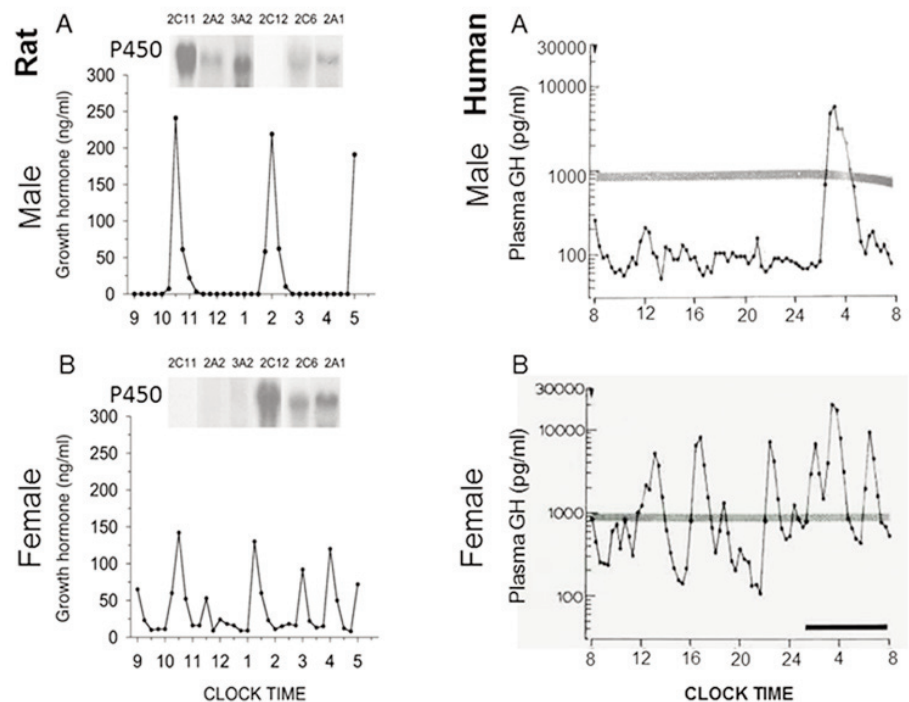 Rat
Male
A
2C11 2A2 3A2 2C12 2C6 2A1
P450
Growth hormone (ng/ml)
300
250
200
150
100
50
0
9 10 11 12 1 2 3 4 5
Human
Male
A
Plasma GH (pg/ml)
30000
10000
1000
100
8 12 16 20 24 4 8
Female
B
2C11 2A2 3A2 2C12 2C6 2A1
P450
Growth hormone (ng/ml)
300
250
200
150
100
50
0
9 10 11 12 1 2 3 4 5
CLOCK TIME
Female
B
Plasma GH (pg/ml)
30000
10000
1000
100
8 12 16 20 24 4 8
CLOCK TIME